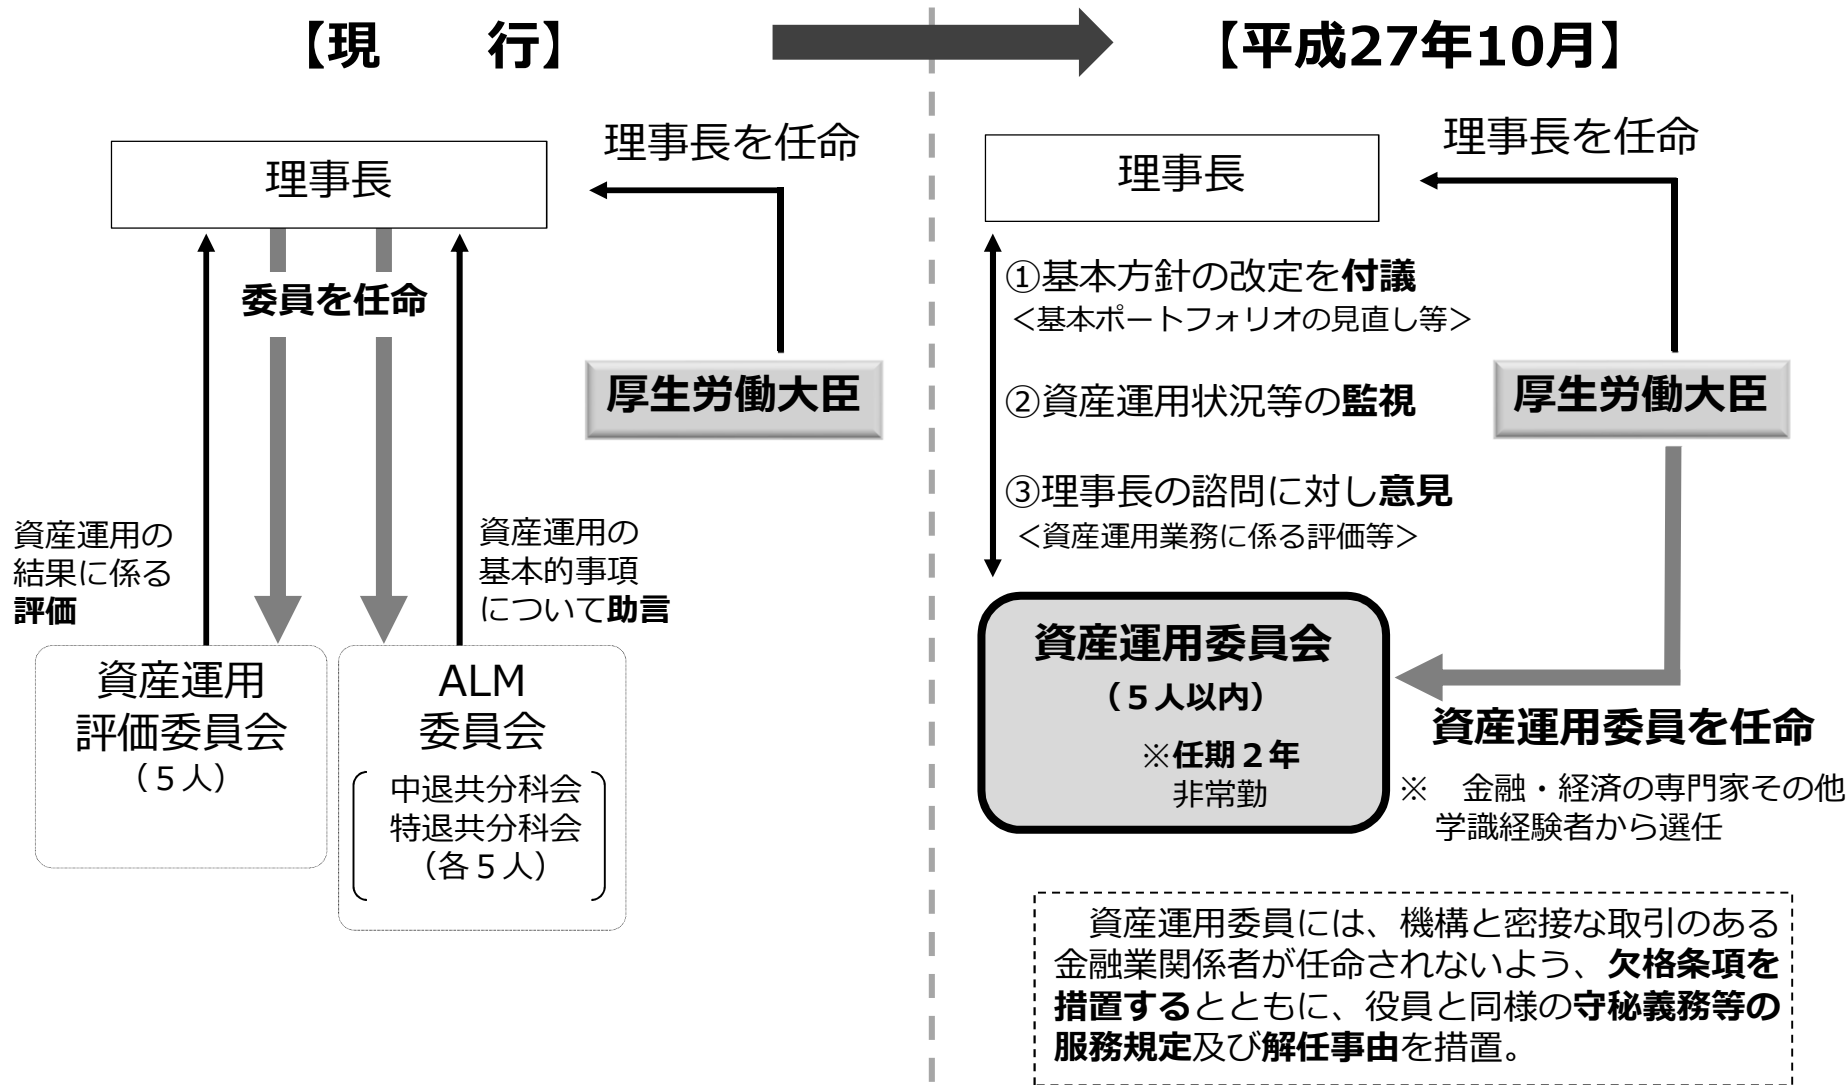 【現　　行】
理事長を任命
理事長
委員を任命
厚生労働大臣
資産運用の
結果に係る
評価
資産運用の
基本的事項
について助言
資産運用
評価委員会
（５人）
ALM
委員会
中退共分科会
特退共分科会
（各５人）
【平成27年10月】
理事長を任命
理事長
①基本方針の改定を付議
＜基本ポートフォリオの見直し等＞
②資産運用状況等の監視
厚生労働大臣
③理事長の諮問に対し意見
＜資産運用業務に係る評価等＞
資産運用委員会
（５人以内）
※任期２年
非常勤
資産運用委員を任命
※　金融・経済の専門家その他
学識経験者から選任
　資産運用委員には、機構と密接な取引のある
金融業関係者が任命されないよう、欠格条項を
措置するとともに、役員と同様の守秘義務等の
服務規定及び解任事由を措置。